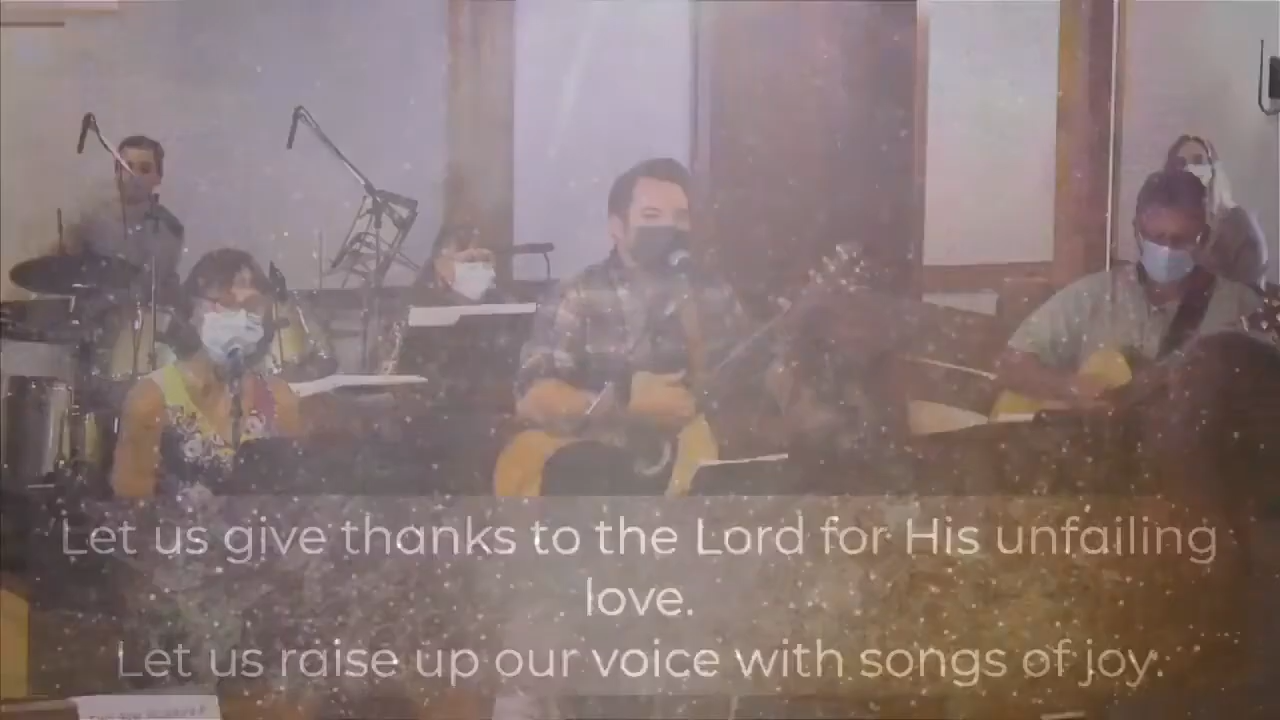 Let us give thanks to the Lord for His unfailing
love.
Let us raise up our voice with songs of joy.